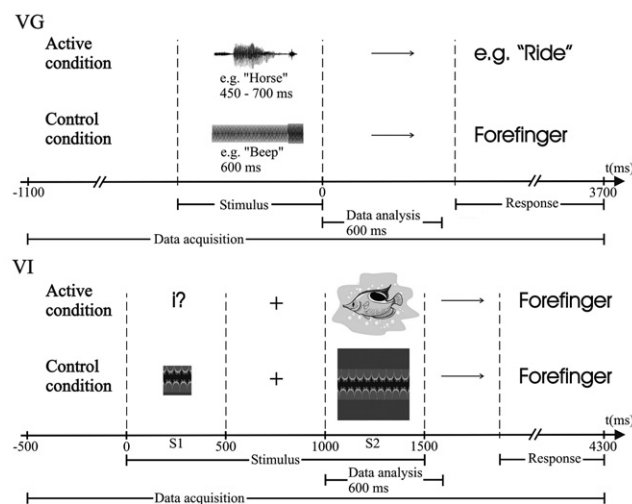 VG
Active
condition
e.g. "Horse"
450 - 700 ms
e.g. “Ride”
Control
condition
e.g. "Beep"
600 ms
Forefinger
t(ms)
-1100
0
3700
Stimulus
Data analysis
600 ms
Response
Data acquisition
VI
Active
condition
i?
+
Forefinger
Control
condition
+
Forefinger
t(ms)
-500
0
500
1000
1500
4300
S1
S2
Stimulus
Response
Data analysis
600 ms
Data acquisition